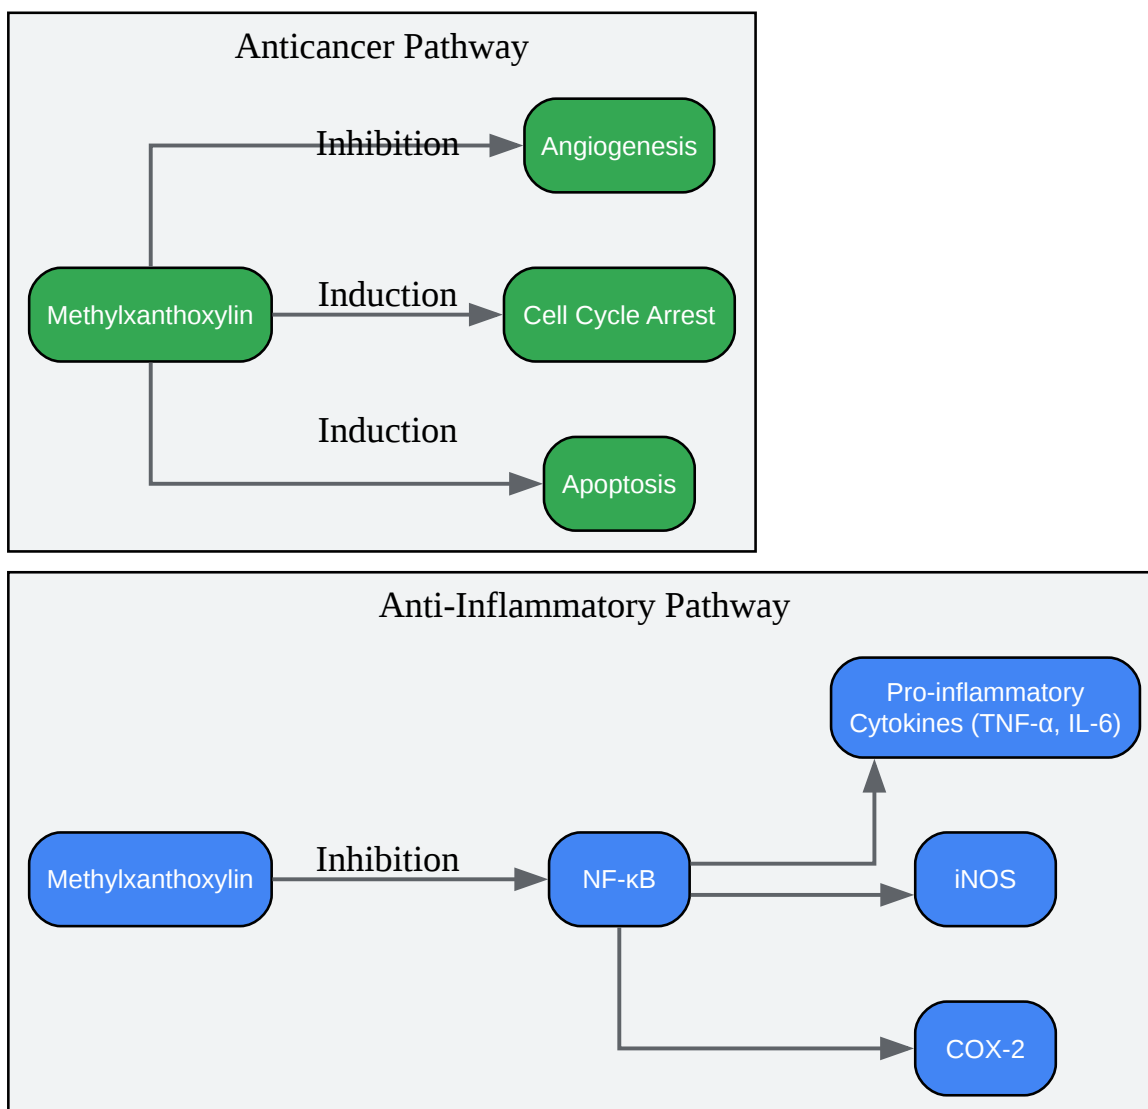 Anticancer Pathway
Inhibition
Angiogenesis
Methylxanthoxylin
Induction
Cell Cycle Arrest
Induction
Apoptosis
Anti-Inflammatory Pathway
Pro-inflammatory
Cytokines (TNF-α, IL-6)
Methylxanthoxylin
Inhibition
NF-κB
iNOS
COX-2